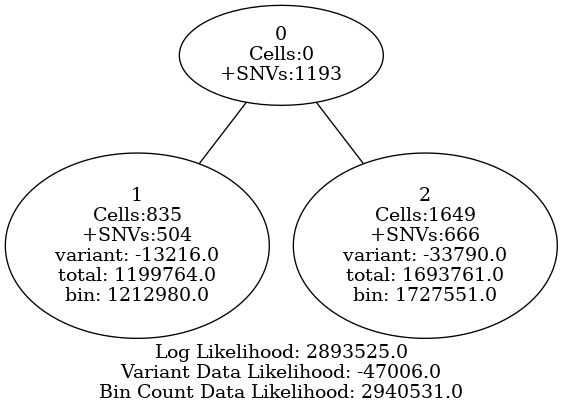 0
Cells:0
+SNVs:1193
1
Cells:835
+SNVs:504
variant: -13216.0
total: 1199764.0
bin: 1212980.0
2
Cells:1649
+SNVs:666
variant: -33790.0
total: 1693761.0
bin: 1727551.0
Log Likelihood: 2893525.0
Variant Data Likelihood: -47006.0
Bin Count Data Likelihood: 2940531.0